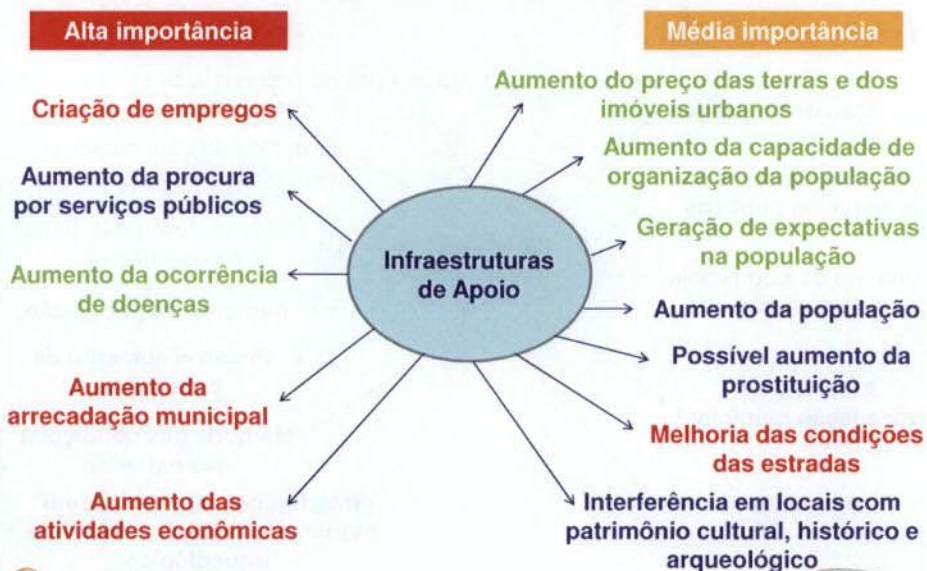 Alta importância
Criação de empregos
Aumento da procura
por serviços públicos
Aumento da ocorrência
de doenças
Aumento da
arrecadação municipal
Aumento das
atividades econômicas
Infraestruturas
de Apoio
Média importância
Aumento do preço das terras e dos
imóveis urbanos
Aumento da capacidade de
organização da população
Geração de expectativas
na população
Aumento da população
Possível aumento da
prostituição
Melhoria das condições
das estradas
Interferência em locais com
patrimônio cultural, histórico e
arqueológico